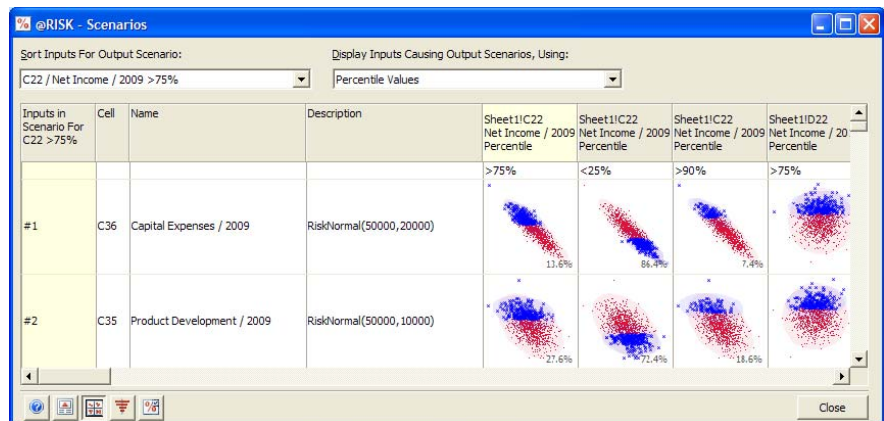 @RISK - Scenarios
Sort Inputs For Output Scenario:
Display Inputs Causing Output Scenarios, Using:
C22 / Net Income / 2009 >75%
Percentile Values
Inputs in
Scenario For
C22 >75%
Cell
Name
Description
Sheet1!C22
Net Income / 2009
Percentile
Sheet1!C22
Net Income / 2009
Percentile
Sheet1!C22
Net Income / 2009
Percentile
Sheet1!D22
Net Income / 20
Percentile
>75%
<25%
>90%
>75%
#1
C36
Capital Expenses / 2009
RiskNormal(50000,20000)
13.6%
86.4%
7.4%
#2
C35
Product Development / 2009
RiskNormal(50000,10000)
27.6%
72.4%
18.6%
Close